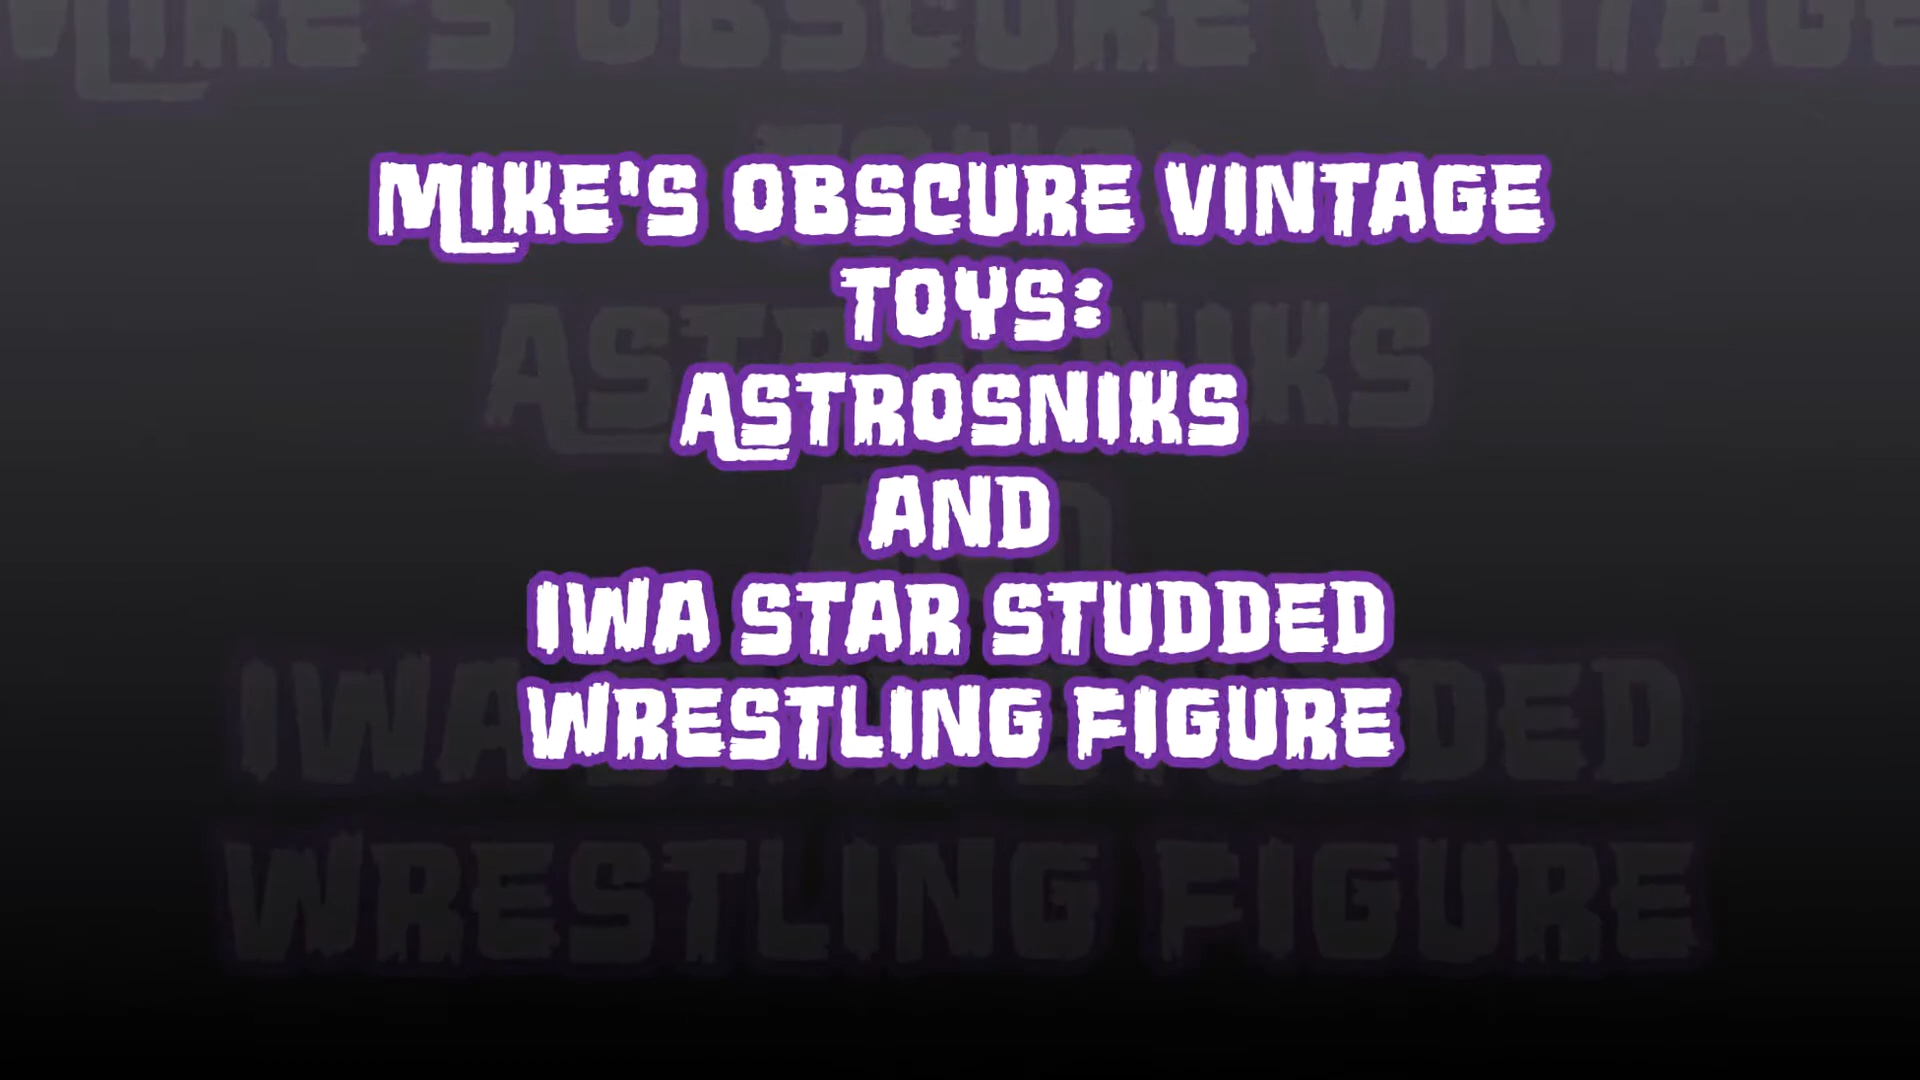 MIKE'S OBSCURE VINTAGE
TOYS:
ASTROSNIKS
AND
IWA STAR STUDDED
WRESTLING FIGURE